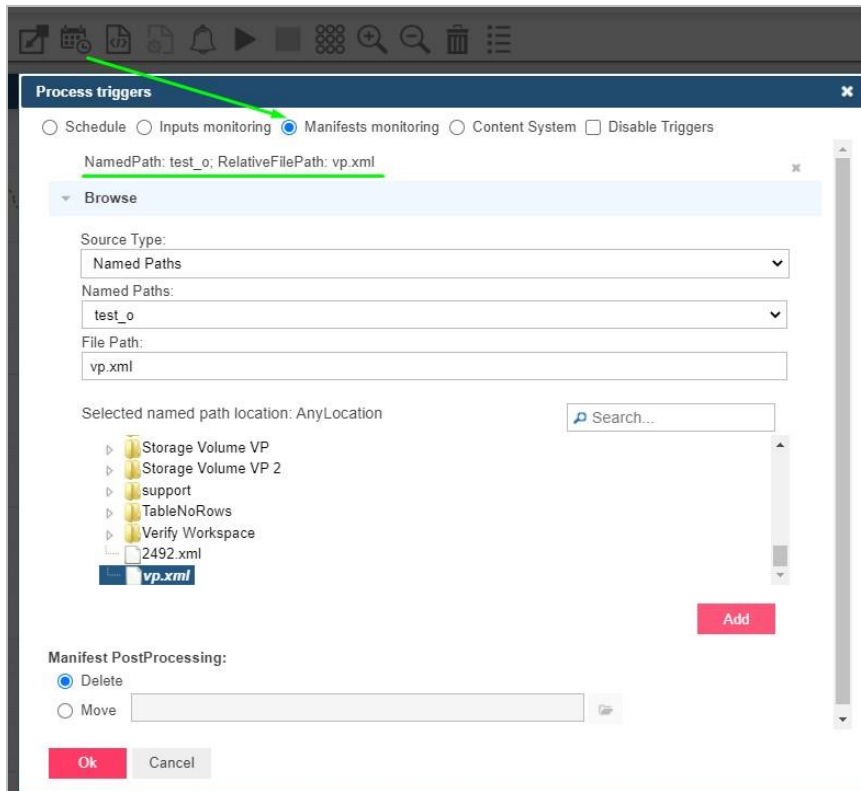 Process triggers
Schedule Inputs monitoring Manifests monitoring Content System Disable Triggers
NamedPath: test_o; RelativeFilePath: vp.xml
Browse
Source Type:
Named Paths
Named Paths:
test_o
File Path:
vp.xml
Selected named path location: AnyLocation Search...
Storage Volume VP
Storage Volume VP 2
support
TableNoRows
Verify Workspace
2492.xml
vp.xml
Add
Manifest PostProcessing:
Delete
Move
Ok Cancel